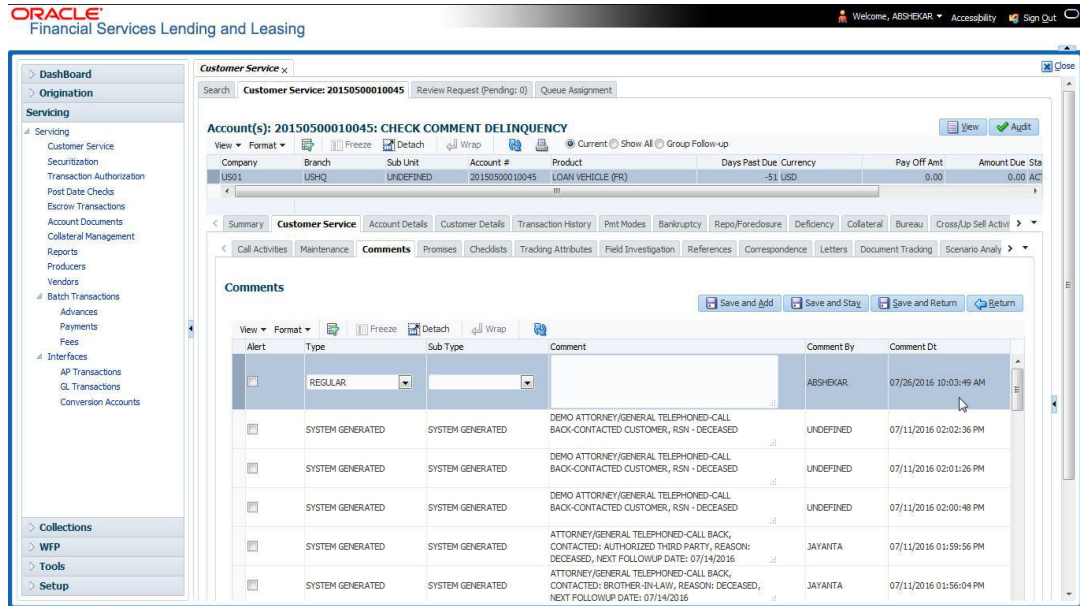 ORACLE®
Financial Services Lending and Leasing
Welcome, ABSHEKAR Accessibility Sign Out
Close
DashBoard
Origination
Servicing
Servicing
Customer Service
Securitization
Transaction Authorization
Post Date Checks
Escrow Transactions
Account Documents
Collateral Management
Reports
Producers
Vendors
Batch Transactions
Advances
Payments
Fees
Interfaces
AP Transactions
GL Transactions
Conversion Accounts
Collections
WFP
Tools
Setup
Customer Service x
Search Customer Service: 20150500010045 Review Request (Pending: 0) Queue Assignment
Account(s): 20150500010045: CHECK COMMENT DELINQUENCY
View Audit
View Format Freeze Detach Wrap Current Show All Group Follow-up
Company Branch Sub Unit Account # Product Days Past Due Currency Pay Off Amt Amount Due Sta
US01 USHQ UNDEFINED 20150500010045 LOAN VEHICLE (FR) -51 USD 0.00 0.00 ACT
Summary Customer Service Account Details Customer Details Transaction History Pmt Modes Bankruptcy Repo/Foreclosure Deficiency Collateral Bureau Cross/Up Sell Activi
Call Activities Maintenance Comments Promises Checklists Tracking Attributes Field Investigation References Correspondence Letters Document Tracking Scenario Analy
Comments
Save and Add Save and Stay Save and Return Return
View Format Freeze Detach Wrap
Alert Type Sub Type Comment Comment By Comment Dt
REGULAR ABSHEKAR 07/26/2016 10:03:49 AM
DEMO ATTORNEY/GENERAL TELEPHONED-CALL
SYSTEM GENERATED SYSTEM GENERATED BACK-CONTACTED CUSTOMER, RSN - DECEASED UNDEFINED 07/11/2016 02:02:36 PM
DEMO ATTORNEY/GENERAL TELEPHONED-CALL
SYSTEM GENERATED SYSTEM GENERATED BACK-CONTACTED CUSTOMER, RSN - DECEASED UNDEFINED 07/11/2016 02:01:26 PM
DEMO ATTORNEY/GENERAL TELEPHONED-CALL
SYSTEM GENERATED SYSTEM GENERATED BACK-CONTACTED CUSTOMER, RSN - DECEASED UNDEFINED 07/11/2016 02:00:48 PM
ATTORNEY/GENERAL TELEPHONED-CALL BACK,
SYSTEM GENERATED SYSTEM GENERATED CONTACTED: AUTHORIZED THIRD PARTY, REASON: JAYANTA 07/11/2016 01:59:56 PM
DECEASED, NEXT FOLLOWUP DATE: 07/14/2016
ATTORNEY/GENERAL TELEPHONED-CALL BACK,
SYSTEM GENERATED SYSTEM GENERATED CONTACTED: BROTHER-IN-LAW, REASON: DECEASED, JAYANTA 07/11/2016 01:56:04 PM
NEXT FOLLOWUP DATE: 07/14/2016